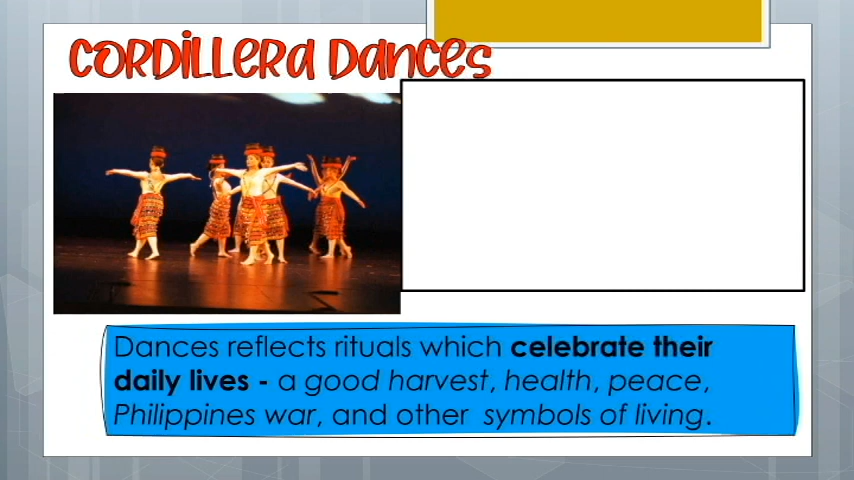 CORDILLERA DANCES
Dances reflects rituals which celebrate their
daily lives - a good harvest, health, peace,
Philippines war, and other symbols of living.